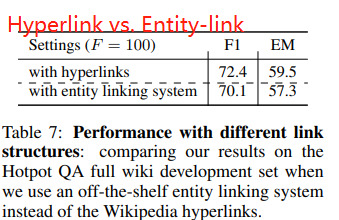 Hyperlink vs. Entity-link
Settings (F = 100) F1 EM
with hyperlinks 72.4 59.5
with entity linking system 70.1 57.3
Table 7: Performance with different link
structures: comparing our results on the
Hotpot QA full wiki development set when
we use an off-the-shelf entity linking system
instead of the Wikipedia hyperlinks.